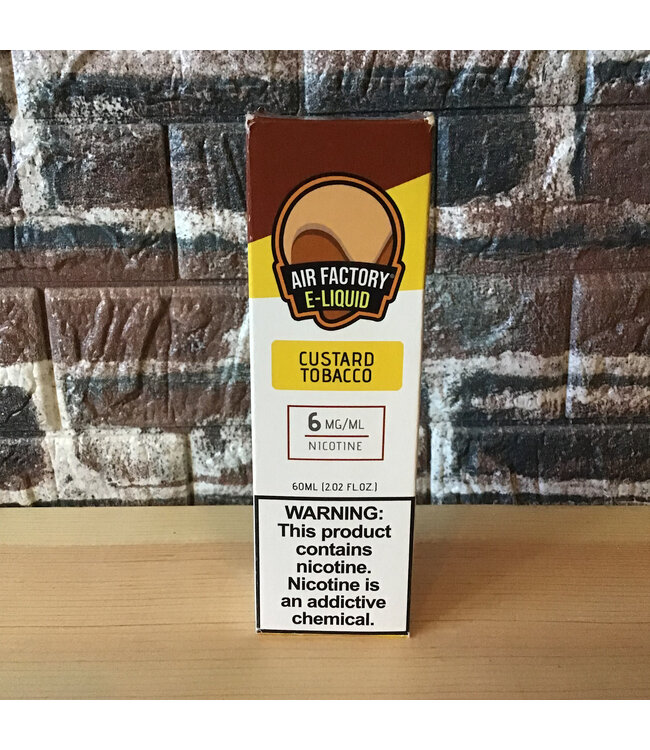 AIR FACTORY™
E-LIQUID
CUSTARD
TOBACCO
6 MG/ML
NICOTINE
60ML (2.02 FL.OZ.)
WARNING:
This product
contains
nicotine.
Nicotine is
an addictive
chemical.